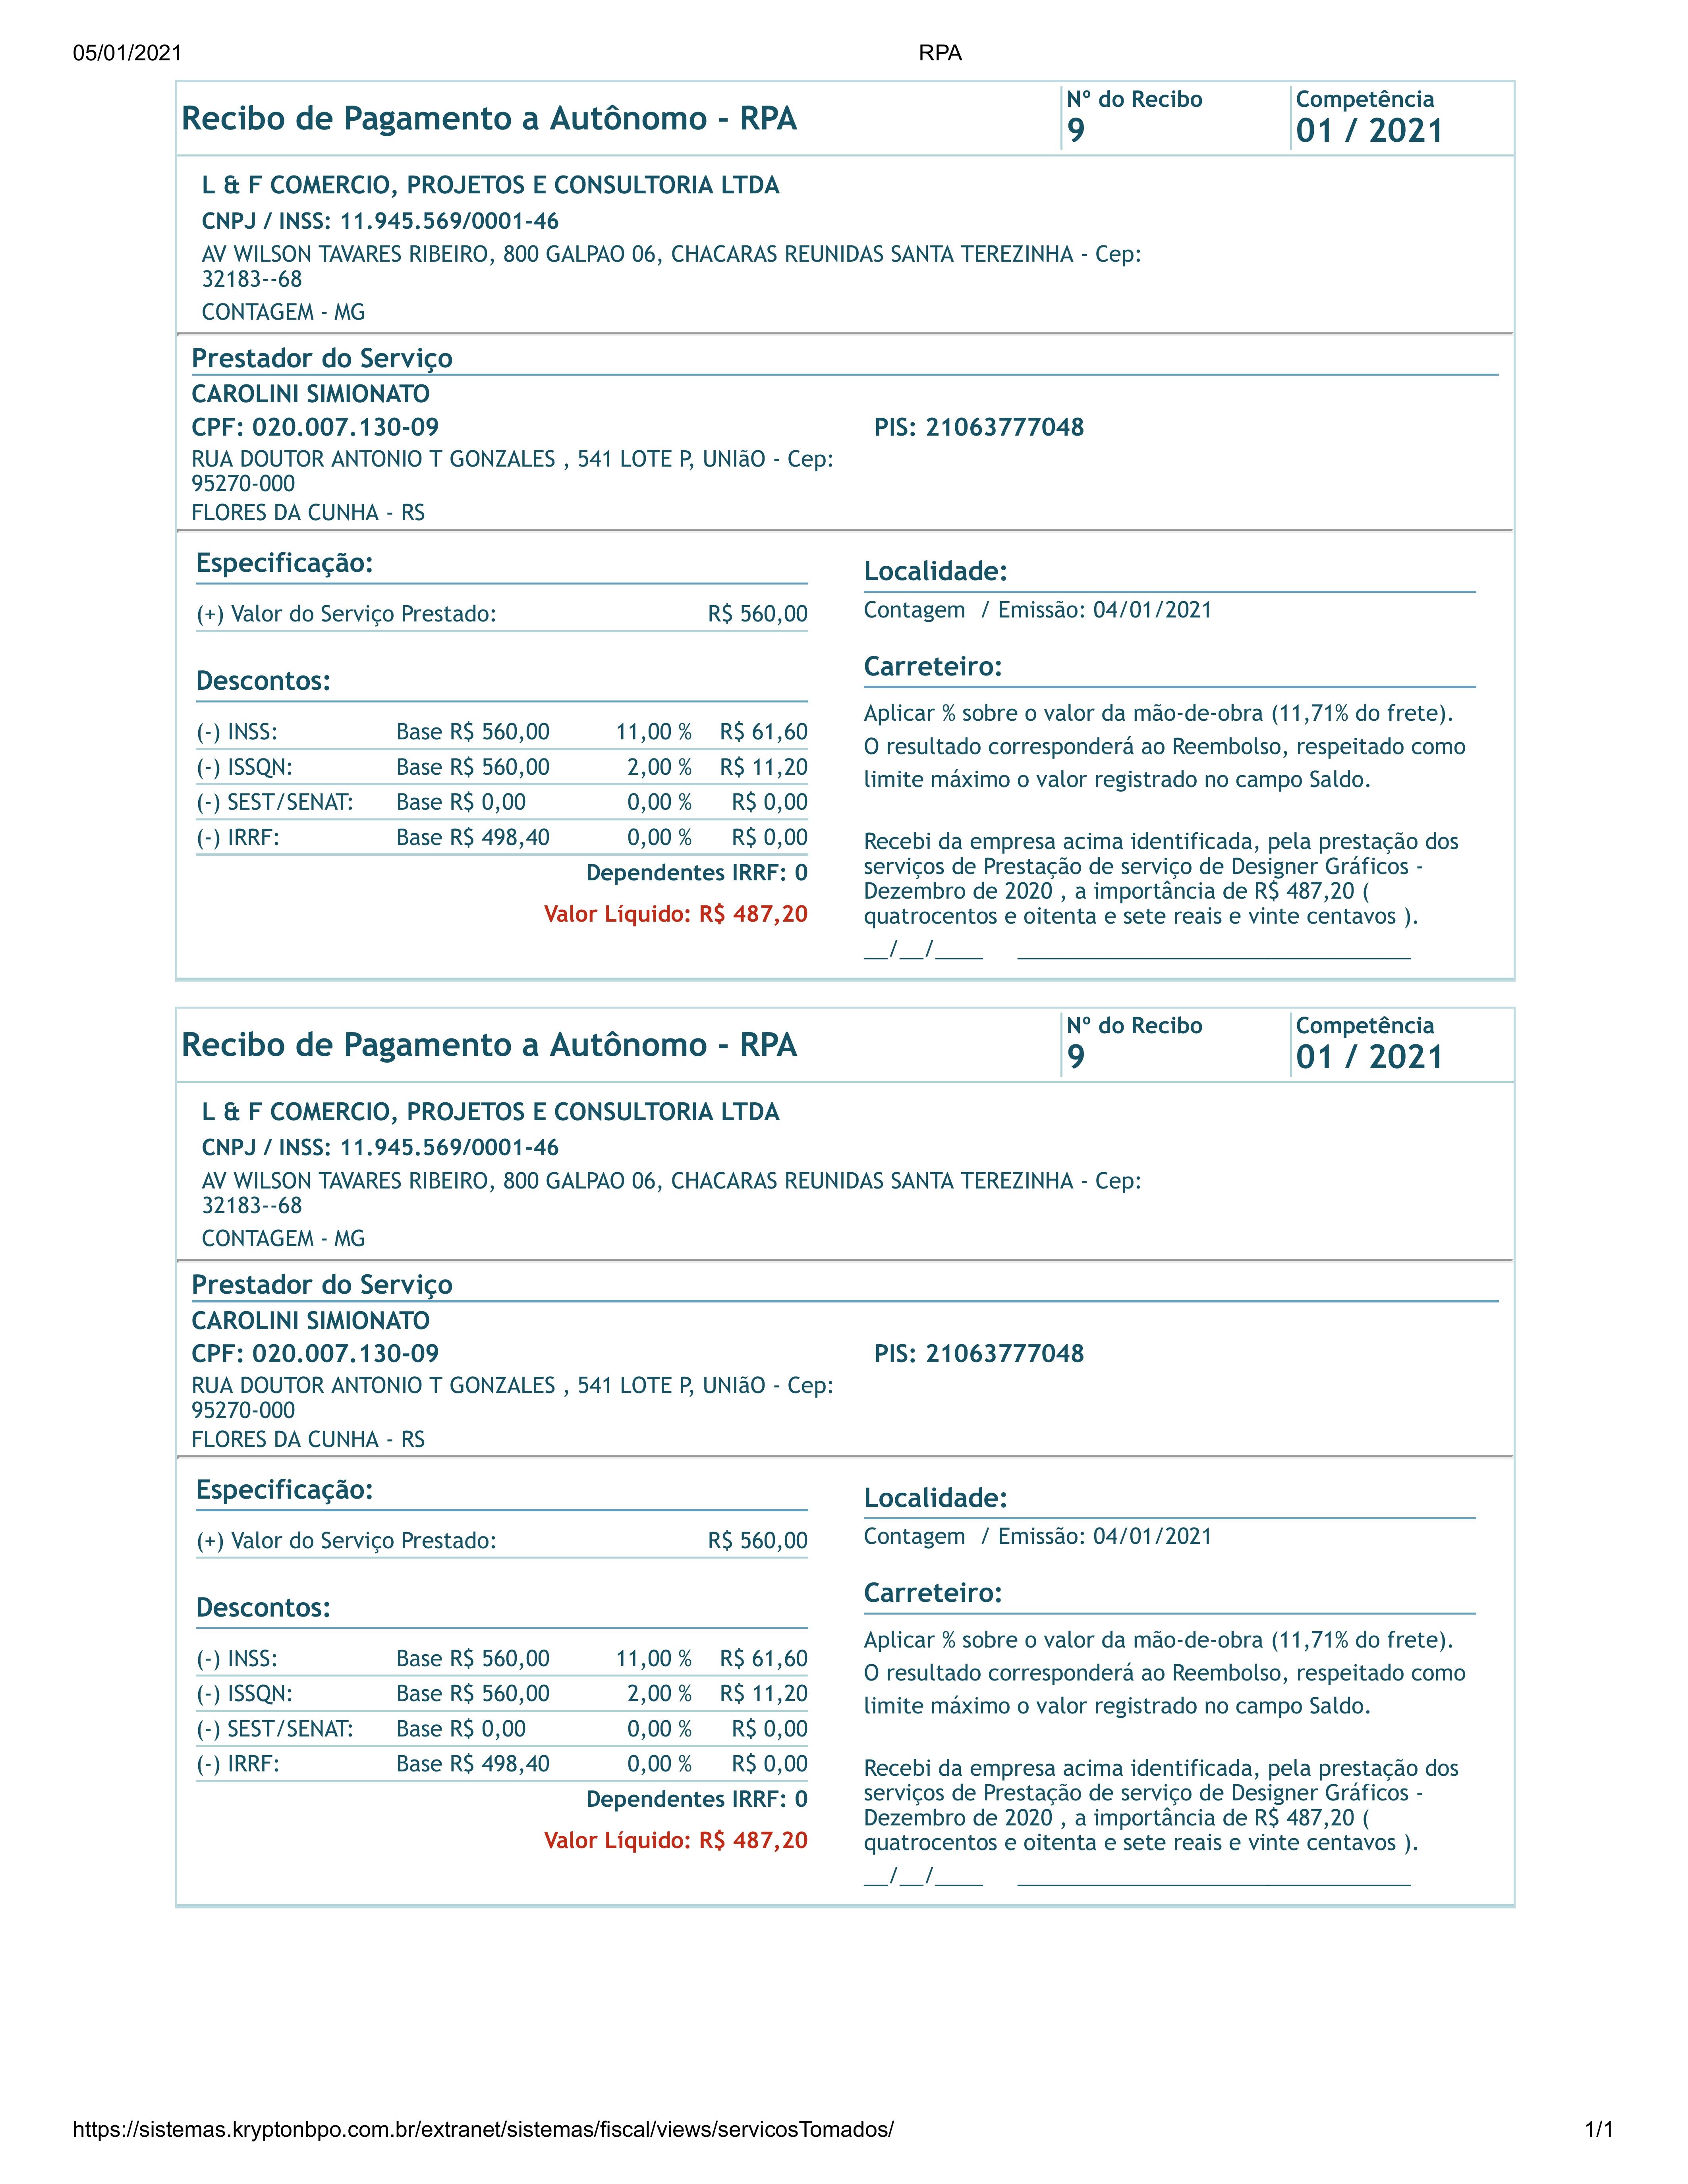 05/01/2021 RPA
Recibo de Pagamento a Autônomo - RPA
Nº do Recibo
9
Competência
01 / 2021
L & F COMERCIO, PROJETOS E CONSULTORIA LTDA
CNPJ / INSS: 11.945.569/0001-46
AV WILSON TAVARES RIBEIRO, 800 GALPAO 06, CHACARAS REUNIDAS SANTA TEREZINHA - Cep:
32183--68
CONTAGEM - MG
Prestador do Serviço
CAROLINI SIMIONATO
CPF: 020.007.130-09 PIS: 21063777048
RUA DOUTOR ANTONIO T GONZALES , 541 LOTE P, UNIãO - Cep:
95270-000
FLORES DA CUNHA - RS
Especificação:
(+) Valor do Serviço Prestado: R$ 560,00
Descontos:
(-) INSS: Base R$ 560,00 11,00 % R$ 61,60
(-) ISSQN: Base R$ 560,00 2,00 % R$ 11,20
(-) SEST/SENAT: Base R$ 0,00 0,00 % R$ 0,00
(-) IRRF: Base R$ 498,40 0,00 % R$ 0,00
Dependentes IRRF: 0
Valor Líquido: R$ 487,20
Localidade:
Contagem / Emissão: 04/01/2021
Carreteiro:
Aplicar % sobre o valor da mão-de-obra (11,71% do frete).
O resultado corresponderá ao Reembolso, respeitado como
limite máximo o valor registrado no campo Saldo.
Recebi da empresa acima identificada, pela prestação dos
serviços de Prestação de serviço de Designer Gráficos -
Dezembro de 2020 , a importância de R$ 487,20 (
quatrocentos e oitenta e sete reais e vinte centavos ).
__/__/____ _________________________________
Recibo de Pagamento a Autônomo - RPA
Nº do Recibo
9
Competência
01 / 2021
L & F COMERCIO, PROJETOS E CONSULTORIA LTDA
CNPJ / INSS: 11.945.569/0001-46
AV WILSON TAVARES RIBEIRO, 800 GALPAO 06, CHACARAS REUNIDAS SANTA TEREZINHA - Cep:
32183--68
CONTAGEM - MG
Prestador do Serviço
CAROLINI SIMIONATO
CPF: 020.007.130-09 PIS: 21063777048
RUA DOUTOR ANTONIO T GONZALES , 541 LOTE P, UNIãO - Cep:
95270-000
FLORES DA CUNHA - RS
Especificação:
(+) Valor do Serviço Prestado: R$ 560,00
Descontos:
(-) INSS: Base R$ 560,00 11,00 % R$ 61,60
(-) ISSQN: Base R$ 560,00 2,00 % R$ 11,20
(-) SEST/SENAT: Base R$ 0,00 0,00 % R$ 0,00
(-) IRRF: Base R$ 498,40 0,00 % R$ 0,00
Dependentes IRRF: 0
Valor Líquido: R$ 487,20
Localidade:
Contagem / Emissão: 04/01/2021
Carreteiro:
Aplicar % sobre o valor da mão-de-obra (11,71% do frete).
O resultado corresponderá ao Reembolso, respeitado como
limite máximo o valor registrado no campo Saldo.
Recebi da empresa acima identificada, pela prestação dos
serviços de Prestação de serviço de Designer Gráficos -
Dezembro de 2020 , a importância de R$ 487,20 (
quatrocentos e oitenta e sete reais e vinte centavos ).
__/__/____ _________________________________
https://sistemas.kryptonbpo.com.br/extranet/sistemas/fiscal/views/servicosTomados/ 1/1